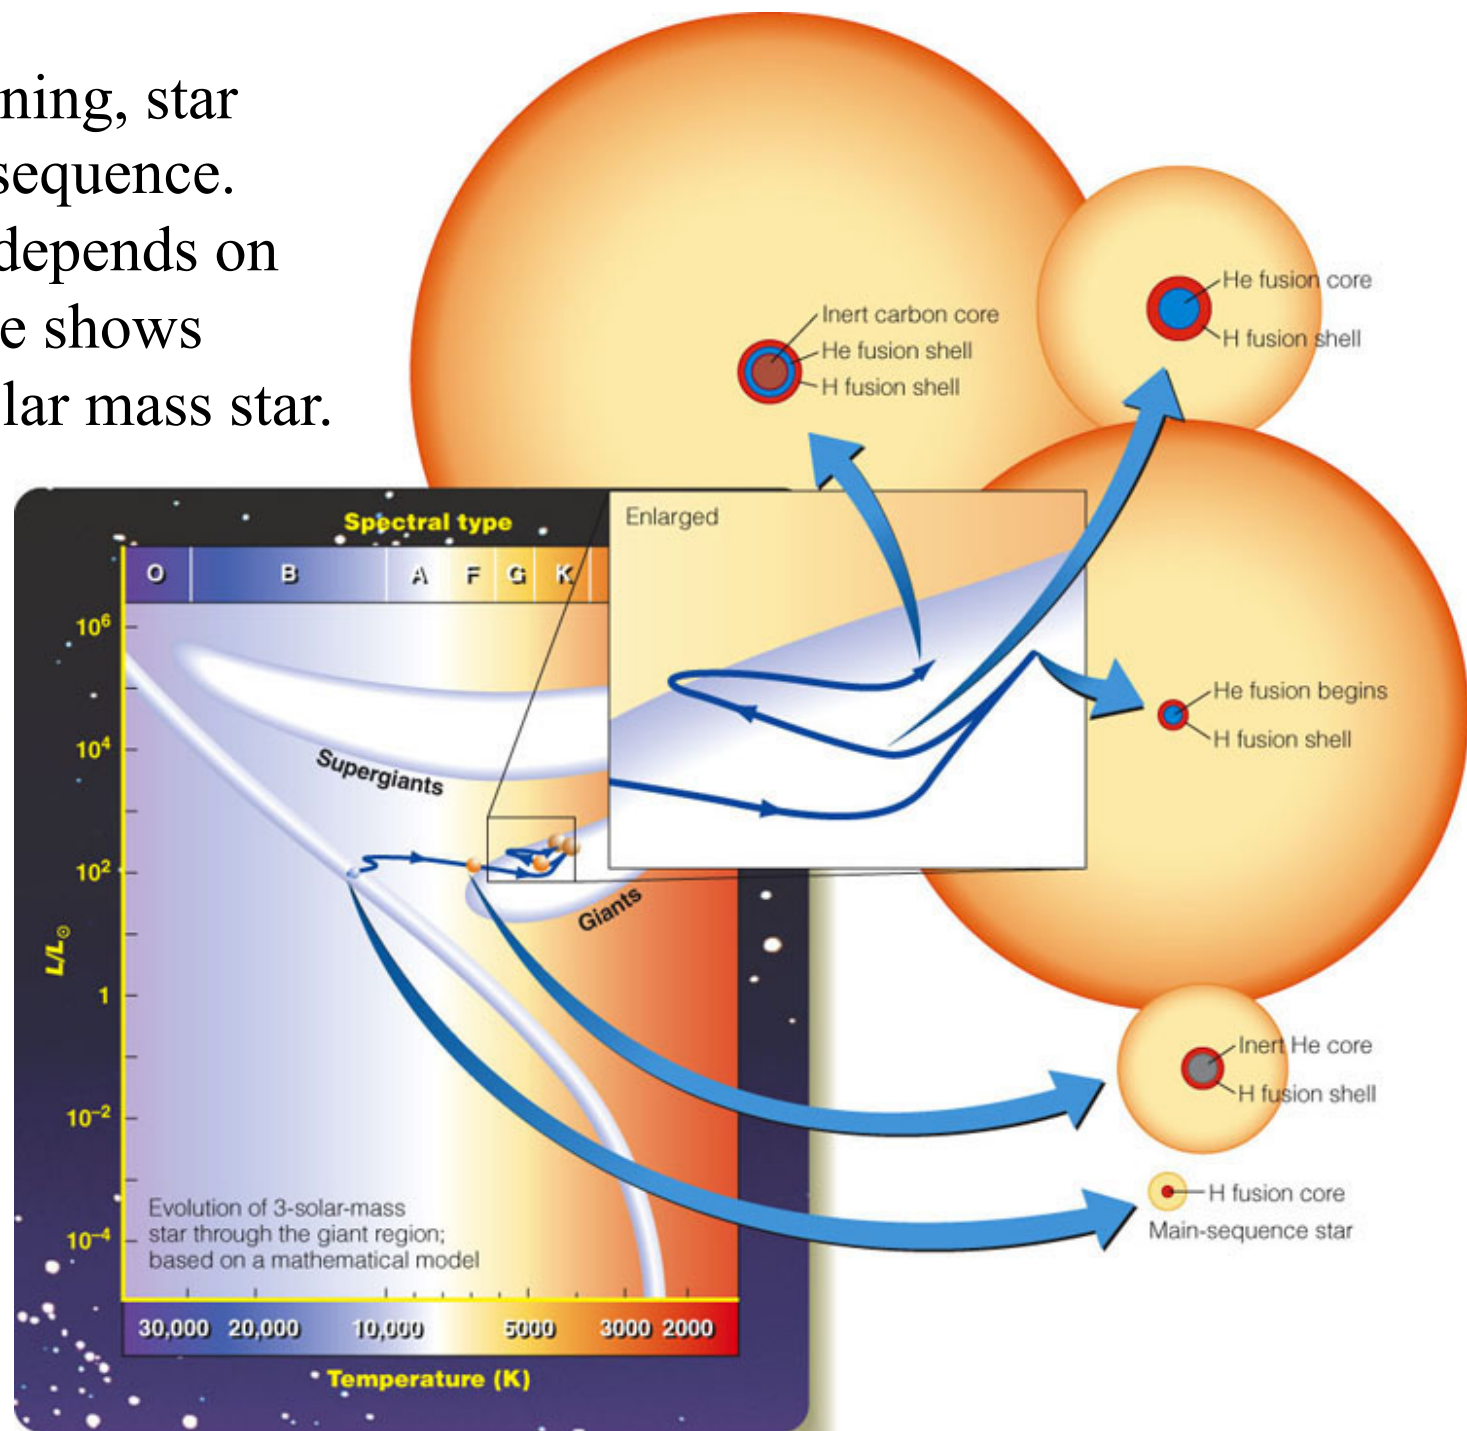 ning, star
sequence.
depends on
e shows
lar mass star.
Inert carbon core
He fusion shell
H fusion shell
He fusion core
H fusion shell
Spectral type
O B A F G K
Enlarged
10⁶
10⁴
10²
1
10⁻²
10⁻⁴
L/L⊙
Supergiants
Giants
He fusion begins
H fusion shell
Inert He core
H fusion shell
H fusion core
Main-sequence star
Evolution of 3-solar-mass
star through the giant region;
based on a mathematical model
30,000 20,000 10,000 5000 3000 2000
Temperature (K)